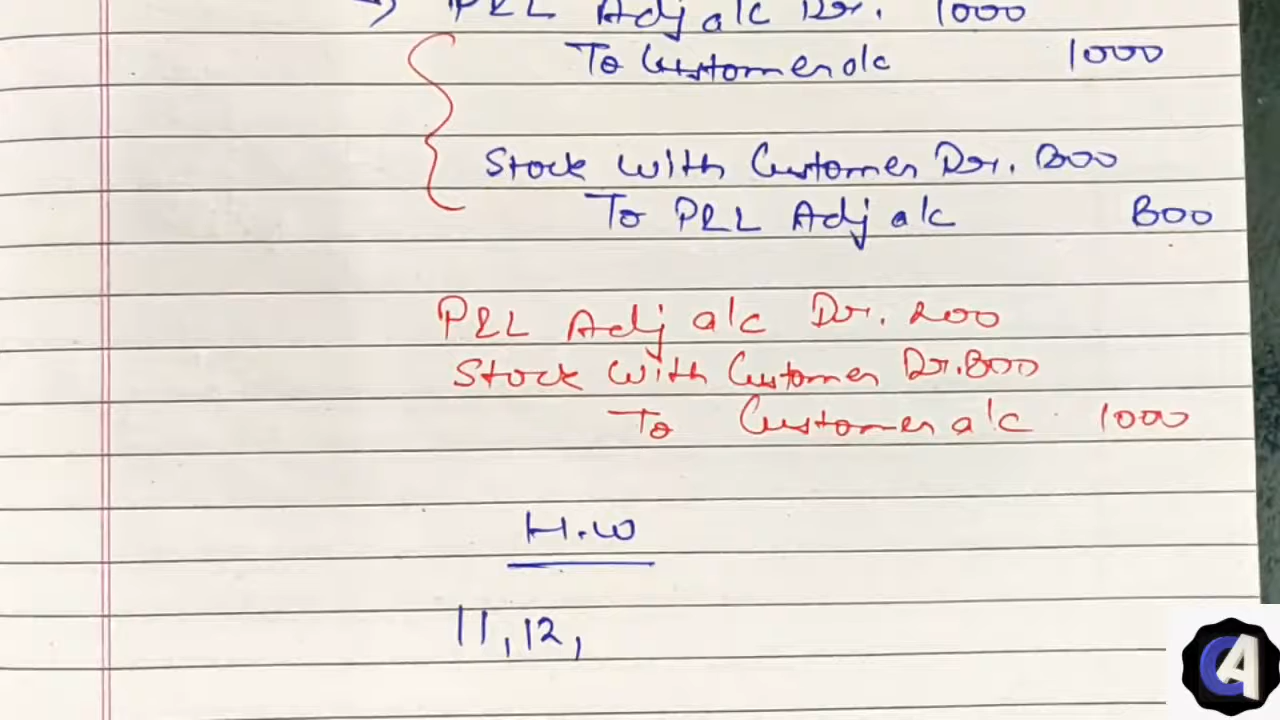 → P&L Adj a/c Dr. 1000
To Customer a/c 1000
Stock With Customer Dr. 800
To P&L Adj a/c 800
P&L Adj a/c Dr. 200
Stock With Customer Dr. 800
To Customer a/c 1000
H.W
11, 12,
CA